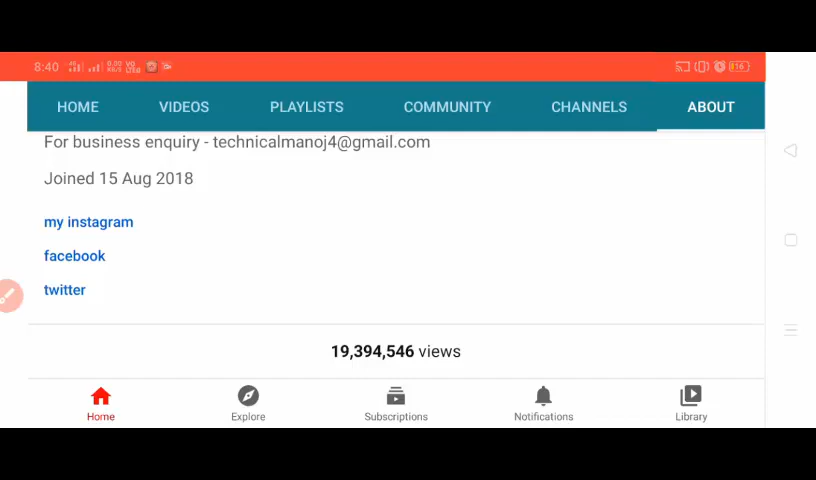 8:40
HOME VIDEOS PLAYLISTS COMMUNITY CHANNELS ABOUT
For business enquiry - technicalmanoj4@gmail.com
Joined 15 Aug 2018
my instagram
facebook
twitter
19,394,546 views
Home Explore Subscriptions Notifications Library